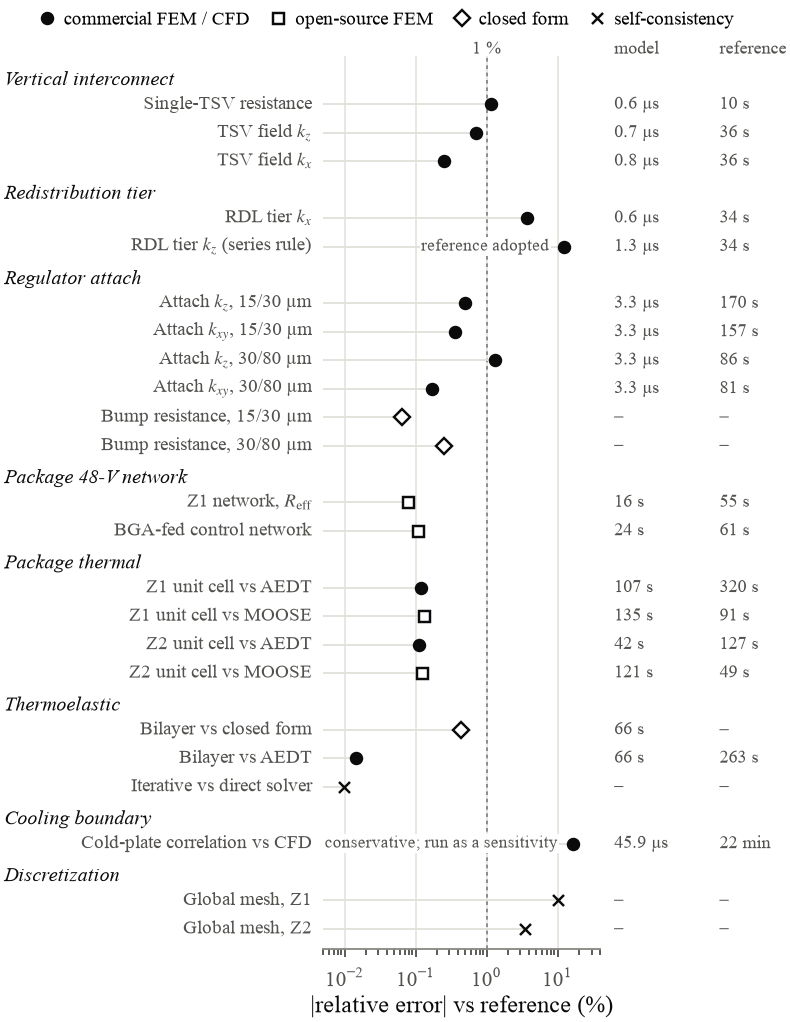 commercial FEM / CFD open-source FEM closed form self-consistency
1 % model reference
Vertical interconnect
Single-TSV resistance 0.6 µs 10 s
TSV field k_z 0.7 µs 36 s
TSV field k_x 0.8 µs 36 s
Redistribution tier
RDL tier k_x 0.6 µs 34 s
RDL tier k_z (series rule) reference adopted 1.3 µs 34 s
Regulator attach
Attach k_z, 15/30 µm 3.3 µs 170 s
Attach k_xy, 15/30 µm 3.3 µs 157 s
Attach k_z, 30/80 µm 3.3 µs 86 s
Attach k_xy, 30/80 µm 3.3 µs 81 s
Bump resistance, 15/30 µm – –
Bump resistance, 30/80 µm – –
Package 48-V network
Z1 network, R_eff 16 s 55 s
BGA-fed control network 24 s 61 s
Package thermal
Z1 unit cell vs AEDT 107 s 320 s
Z1 unit cell vs MOOSE 135 s 91 s
Z2 unit cell vs AEDT 42 s 127 s
Z2 unit cell vs MOOSE 121 s 49 s
Thermoelastic
Bilayer vs closed form 66 s –
Bilayer vs AEDT 66 s 263 s
Iterative vs direct solver – –
Cooling boundary
Cold-plate correlation vs CFD conservative; run as a sensitivity 45.9 µs 22 min
Discretization
Global mesh, Z1 – –
Global mesh, Z2 – –
10⁻² 10⁻¹ 10⁰ 10¹
|relative error| vs reference (%)